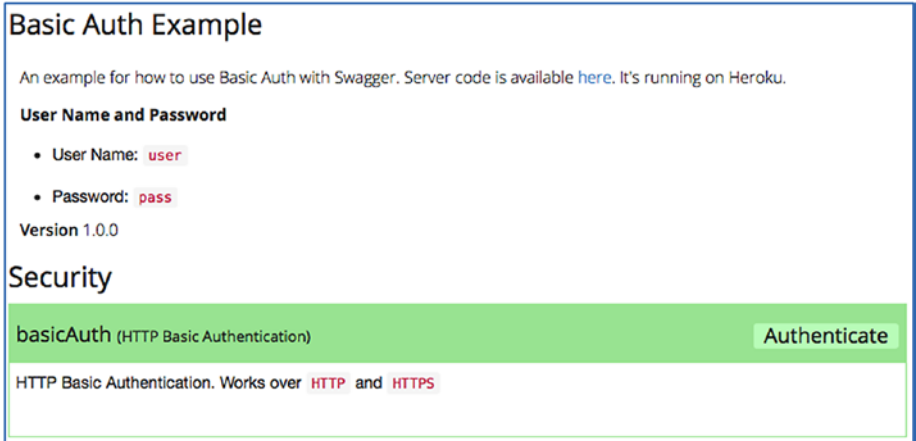 Basic Auth Example
An example for how to use Basic Auth with Swagger. Server code is available here. It's running on Heroku.
User Name and Password
• User Name: user
• Password: pass
Version 1.0.0
Security
basicAuth (HTTP Basic Authentication) Authenticate
HTTP Basic Authentication. Works over HTTP and HTTPS